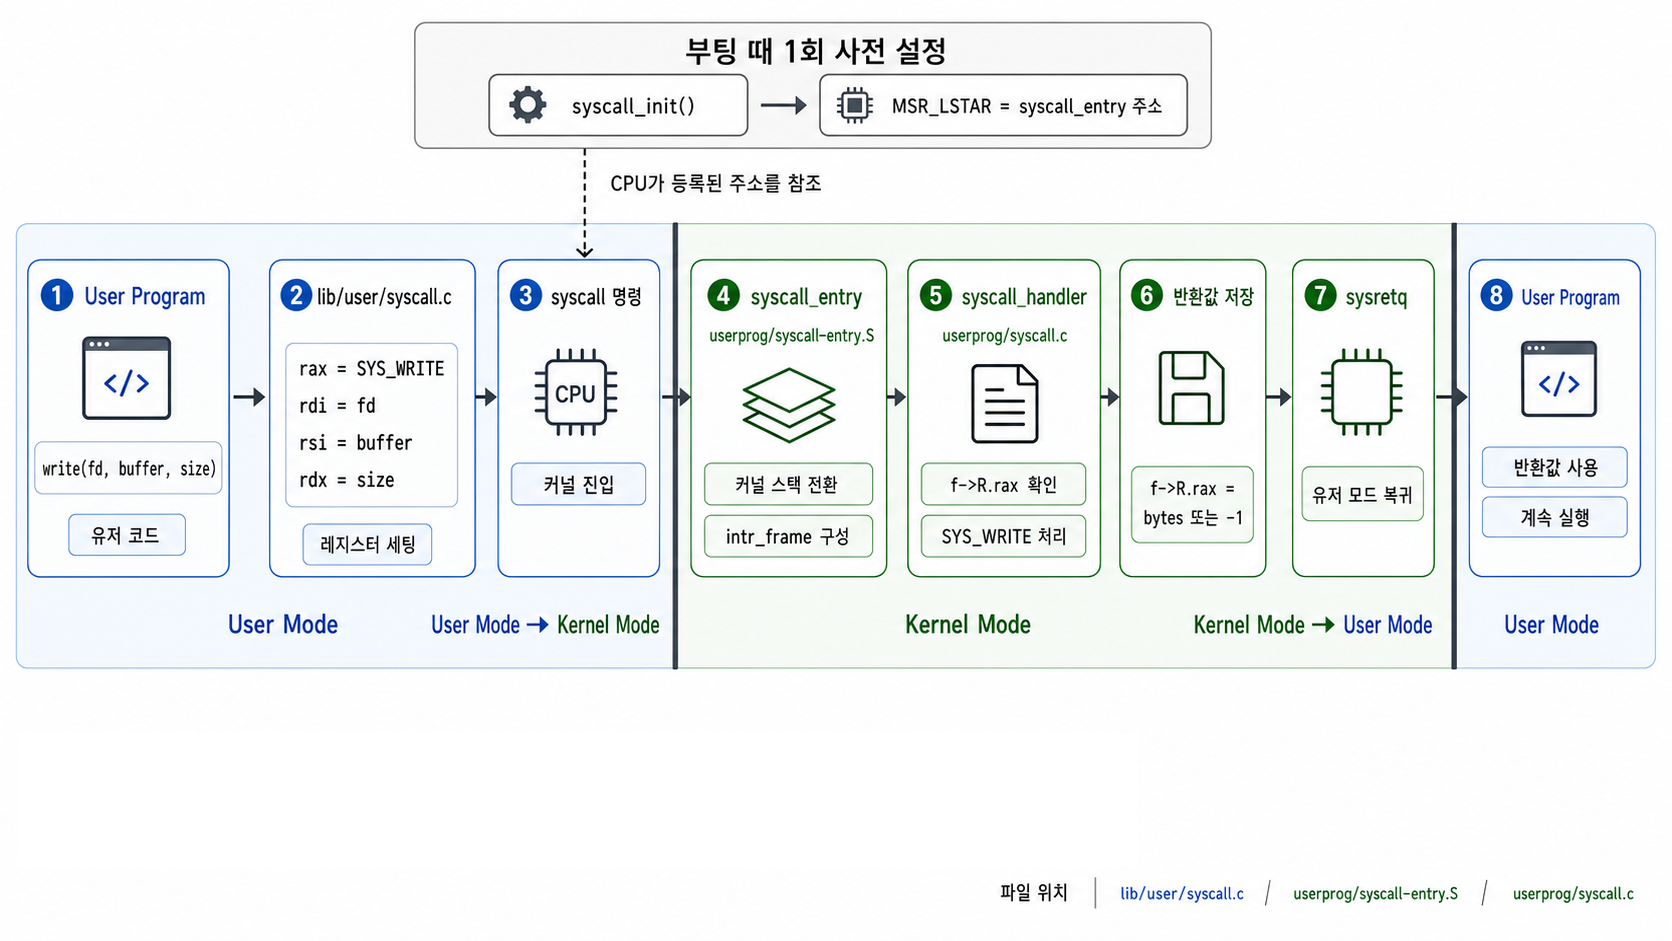 부팅 때 1회 사전 설정
syscall_init()
MSR_LSTAR = syscall_entry 주소
CPU가 등록된 주소를 참조
1 User Program
</>
write(fd, buffer, size)
유저 코드
2 lib/user/syscall.c
rax = SYS_WRITE
rdi = fd
rsi = buffer
rdx = size
레지스터 세팅
3 syscall 명령
CPU
커널 진입
4 syscall_entry
userprog/syscall-entry.S
커널 스택 전환
intr_frame 구성
5 syscall_handler
userprog/syscall.c
f->R.rax 확인
SYS_WRITE 처리
6 반환값 저장
f->R.rax =
bytes 또는 -1
7 sysretq
유저 모드 복귀
8 User Program
</>
반환값 사용
계속 실행
User Mode
User Mode → Kernel Mode
Kernel Mode
Kernel Mode → User Mode
User Mode
파일 위치 | lib/user/syscall.c / userprog/syscall-entry.S / userprog/syscall.c